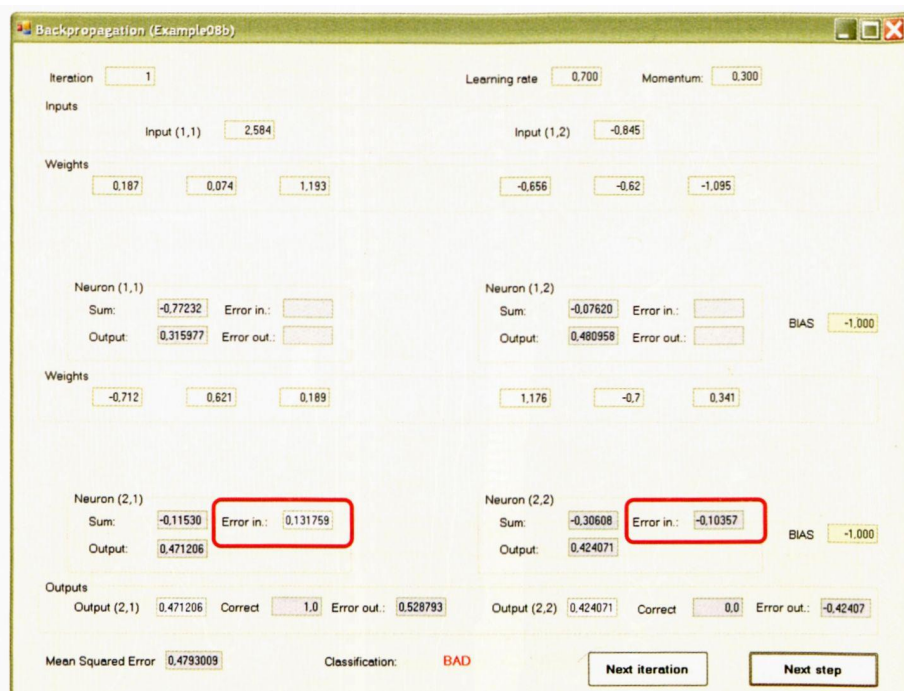 Backpropagation (Example08b)
Iteration 1 Learning rate 0,700 Momentum: 0,300
Inputs
Input (1,1) 2,584 Input (1,2) -0,845
Weights
0,187 0,074 1,193 -0,656 -0,62 -1,095
Neuron (1,1) Neuron (1,2)
Sum: -0,77232 Error in.: Sum: -0,07620 Error in.:
Output: 0,315977 Error out.: Output: 0,480958 Error out.: BIAS -1,000
Weights
-0,712 0,621 0,189 1,176 -0,7 0,341
Neuron (2,1) Neuron (2,2)
Sum: -0,11530 Error in.: 0,131759 Sum: -0,30608 Error in.: -0,10357
Output: 0,471206 Output: 0,424071 BIAS -1,000
Outputs
Output (2,1) 0,471206 Correct 1,0 Error out.: 0,528793 Output (2,2) 0,424071 Correct 0,0 Error out.: -0,42407
Mean Squared Error 0,4793009 Classification: BAD Next iteration Next step